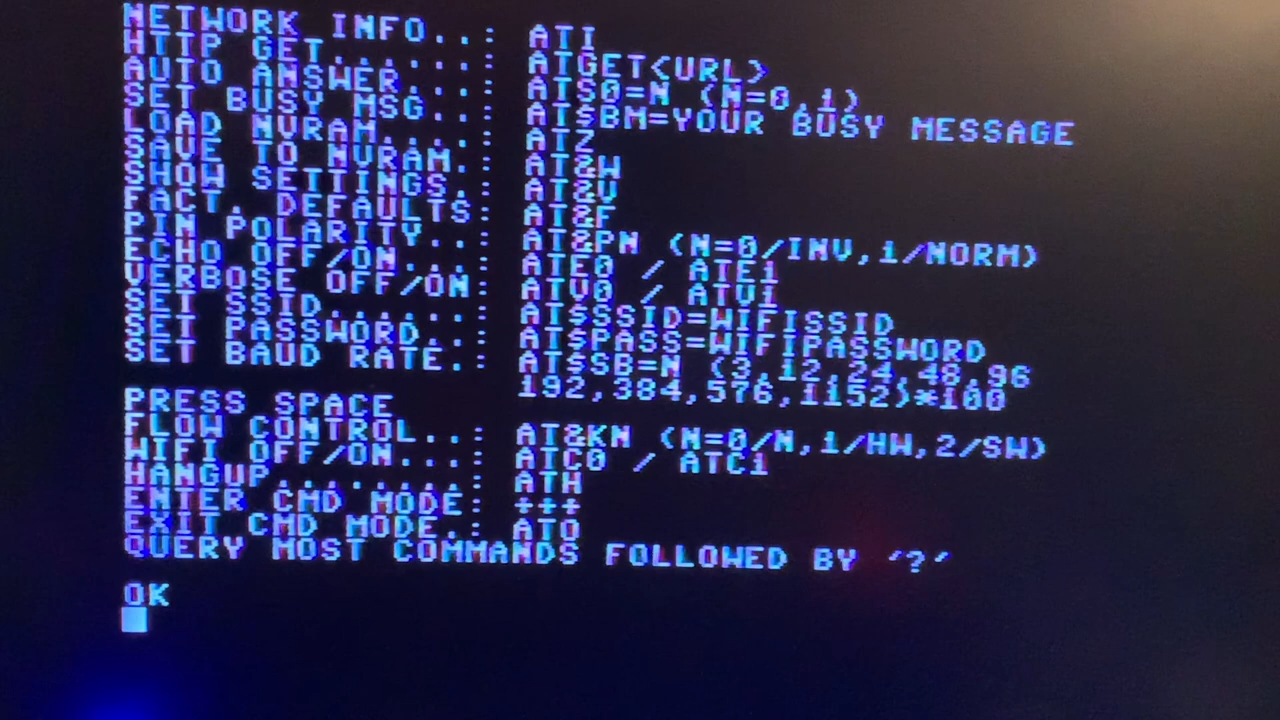 NETWORK INFO..: ATI
HTTP GET......: ATGET<URL>
AUTO ANSWER...: ATS0=N (N=0,1)
SET BUSY MSG..: AT$BM=YOUR BUSY MESSAGE
LOAD NVRAM....: ATZ
SAVE TO NVRAM.: AT&W
SHOW SETTINGS.: AT&V
FACT. DEFAULTS: AT&F
PIN POLARITY..: AT&PN (N=0/INV,1/NORM)
ECHO OFF/ON...: ATE0 / ATE1
VERBOSE OFF/ON: ATV0 / ATV1
SET SSID......: AT$SSID=WIFISSID
SET PASSWORD..: AT$PASS=WIFIPASSWORD
SET BAUD RATE.: AT$SB=N (3,12,24,48,96
192,384,576,1152)*100
PRESS SPACE
FLOW CONTROL..: AT&KN (N=0/N,1/HW,2/SW)
WIFI OFF/ON...: ATC0 / ATC1
HANGUP........: ATH
ENTER CMD MODE: +++
EXIT CMD MODE.: ATO
QUERY MOST COMMANDS FOLLOWED BY '?'
OK